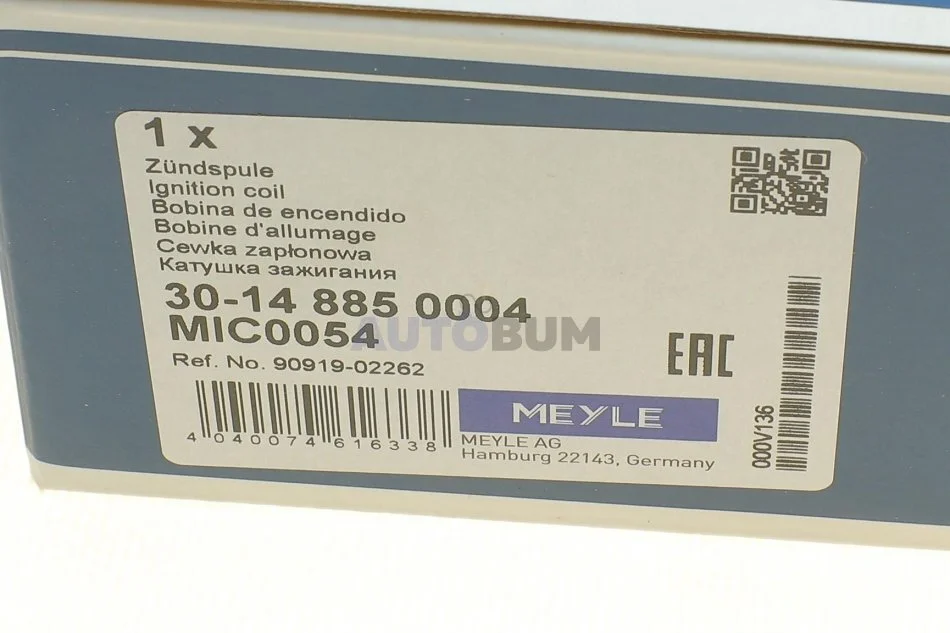 1 x
Zündspule
Ignition coil
Bobina de encendido
Bobine d'allumage
Cewka zapłonowa
Катушка зажигания
30-14 885 0004
MIC0054
AUTOBUM
Ref. No. 90919-02262
EAC
4 040074 616338
MEYLE
MEYLE AG
Hamburg 22143, Germany
000V136